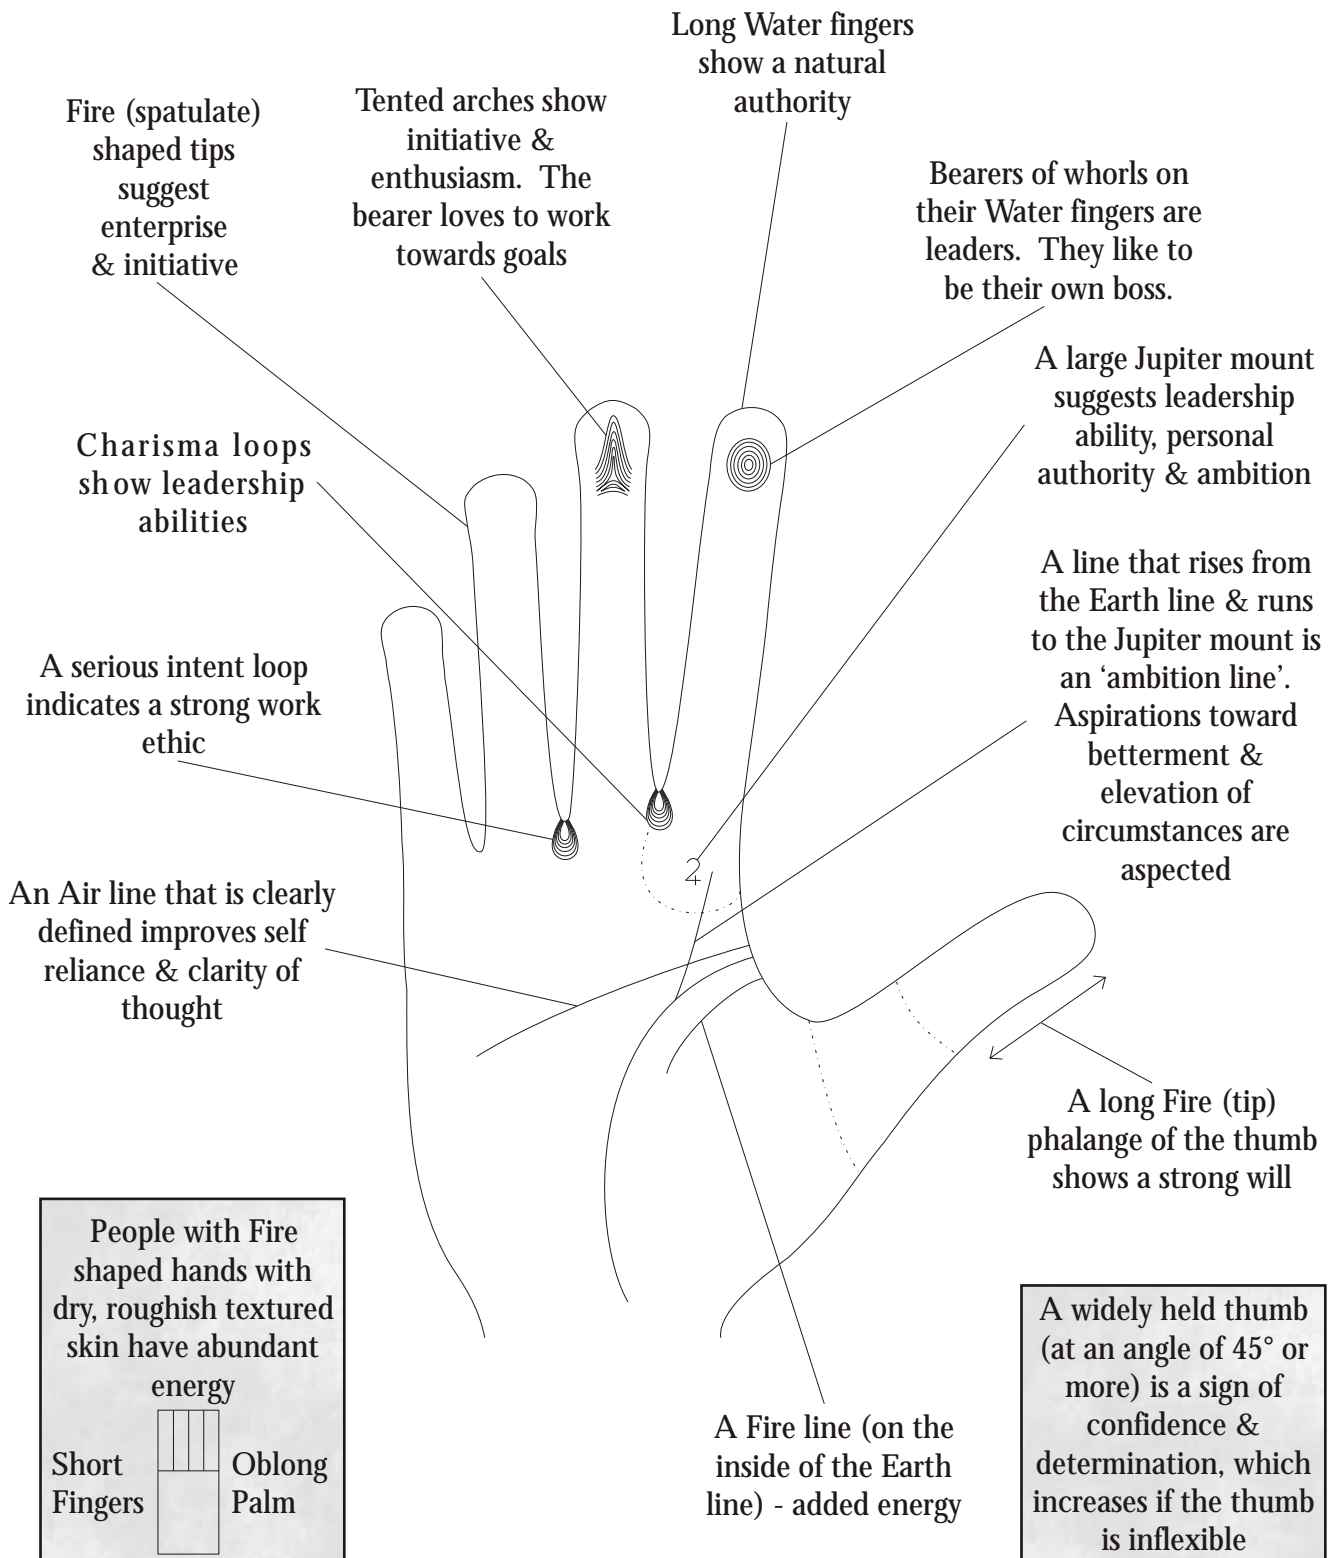 Long Water fingers
show a natural
authority
Fire (spatulate)
shaped tips
suggest
enterprise
& initiative
Tented arches show
initiative &
enthusiasm. The
bearer loves to work
towards goals
Bearers of whorls on
their Water fingers are
leaders. They like to
be their own boss.
A large Jupiter mount
suggests leadership
ability, personal
authority & ambition
Charisma loops
show leadership
abilities
A line that rises from
the Earth line & runs
to the Jupiter mount is
an ‘ambition line’.
Aspirations toward
betterment &
elevation of
circumstances are
aspected
A serious intent loop
indicates a strong work
ethic
An Air line that is clearly
defined improves self
reliance & clarity of
thought
A long Fire (tip)
phalange of the thumb
shows a strong will
People with Fire
shaped hands with
dry, roughish textured
skin have abundant
energy
Short
Fingers
Oblong
Palm
A Fire line (on the
inside of the Earth
line) - added energy
A widely held thumb
(at an angle of 45° or
more) is a sign of
confidence &
determination, which
increases if the thumb
is inflexible